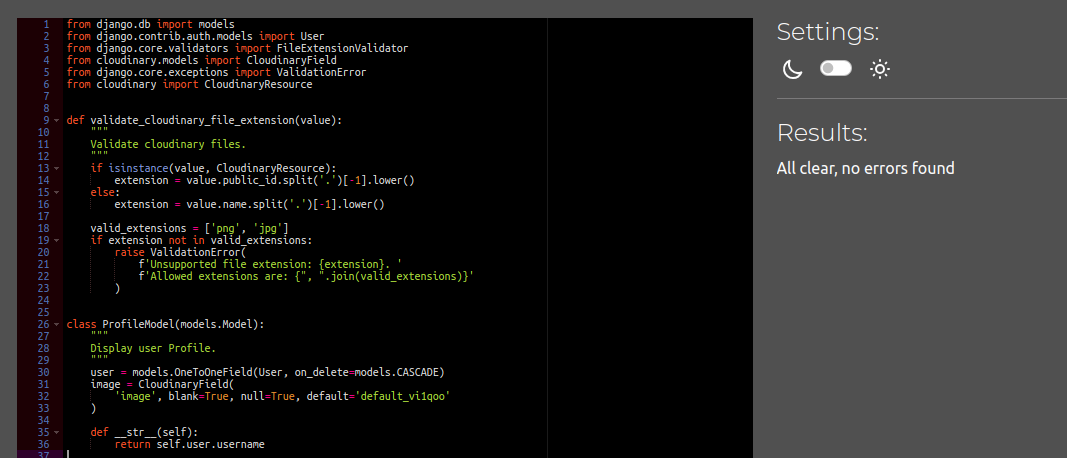 1 from django.db import models
2 from django.contrib.auth.models import User
3 from django.core.validators import FileExtensionValidator
4 from cloudinary.models import CloudinaryField
5 from django.core.exceptions import ValidationError
6 from cloudinary import CloudinaryResource
7
8
9 def validate_cloudinary_file_extension(value):
10     """
11     Validate cloudinary files.
12     """
13     if isinstance(value, CloudinaryResource):
14         extension = value.public_id.split('.')[-1].lower()
15     else:
16         extension = value.name.split('.')[-1].lower()
17
18     valid_extensions = ['png', 'jpg']
19     if extension not in valid_extensions:
20         raise ValidationError(
21             f'Unsupported file extension: {extension}. '
22             f'Allowed extensions are: {", ".join(valid_extensions)}'
23         )
24
25
26 class ProfileModel(models.Model):
27     """
28     Display user Profile.
29     """
30     user = models.OneToOneField(User, on_delete=models.CASCADE)
31     image = CloudinaryField(
32         'image', blank=True, null=True, default='default_vi1qoo'
33     )
34
35     def __str__(self):
36         return self.user.username
37
Settings:
Results:
All clear, no errors found